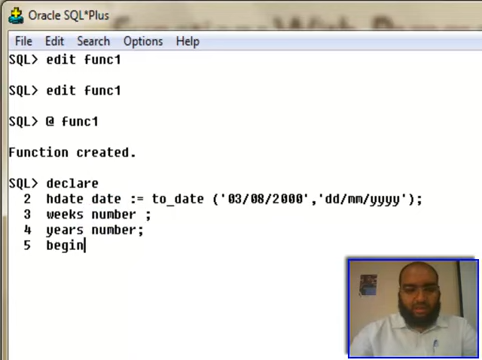 Oracle SQL*Plus
File Edit Search Options Help
SQL> edit func1
SQL> edit func1
SQL> @ func1
Function created.
SQL> declare
2 hdate date := to_date ('03/08/2000','dd/mm/yyyy');
3 weeks number ;
4 years number;
5 begin